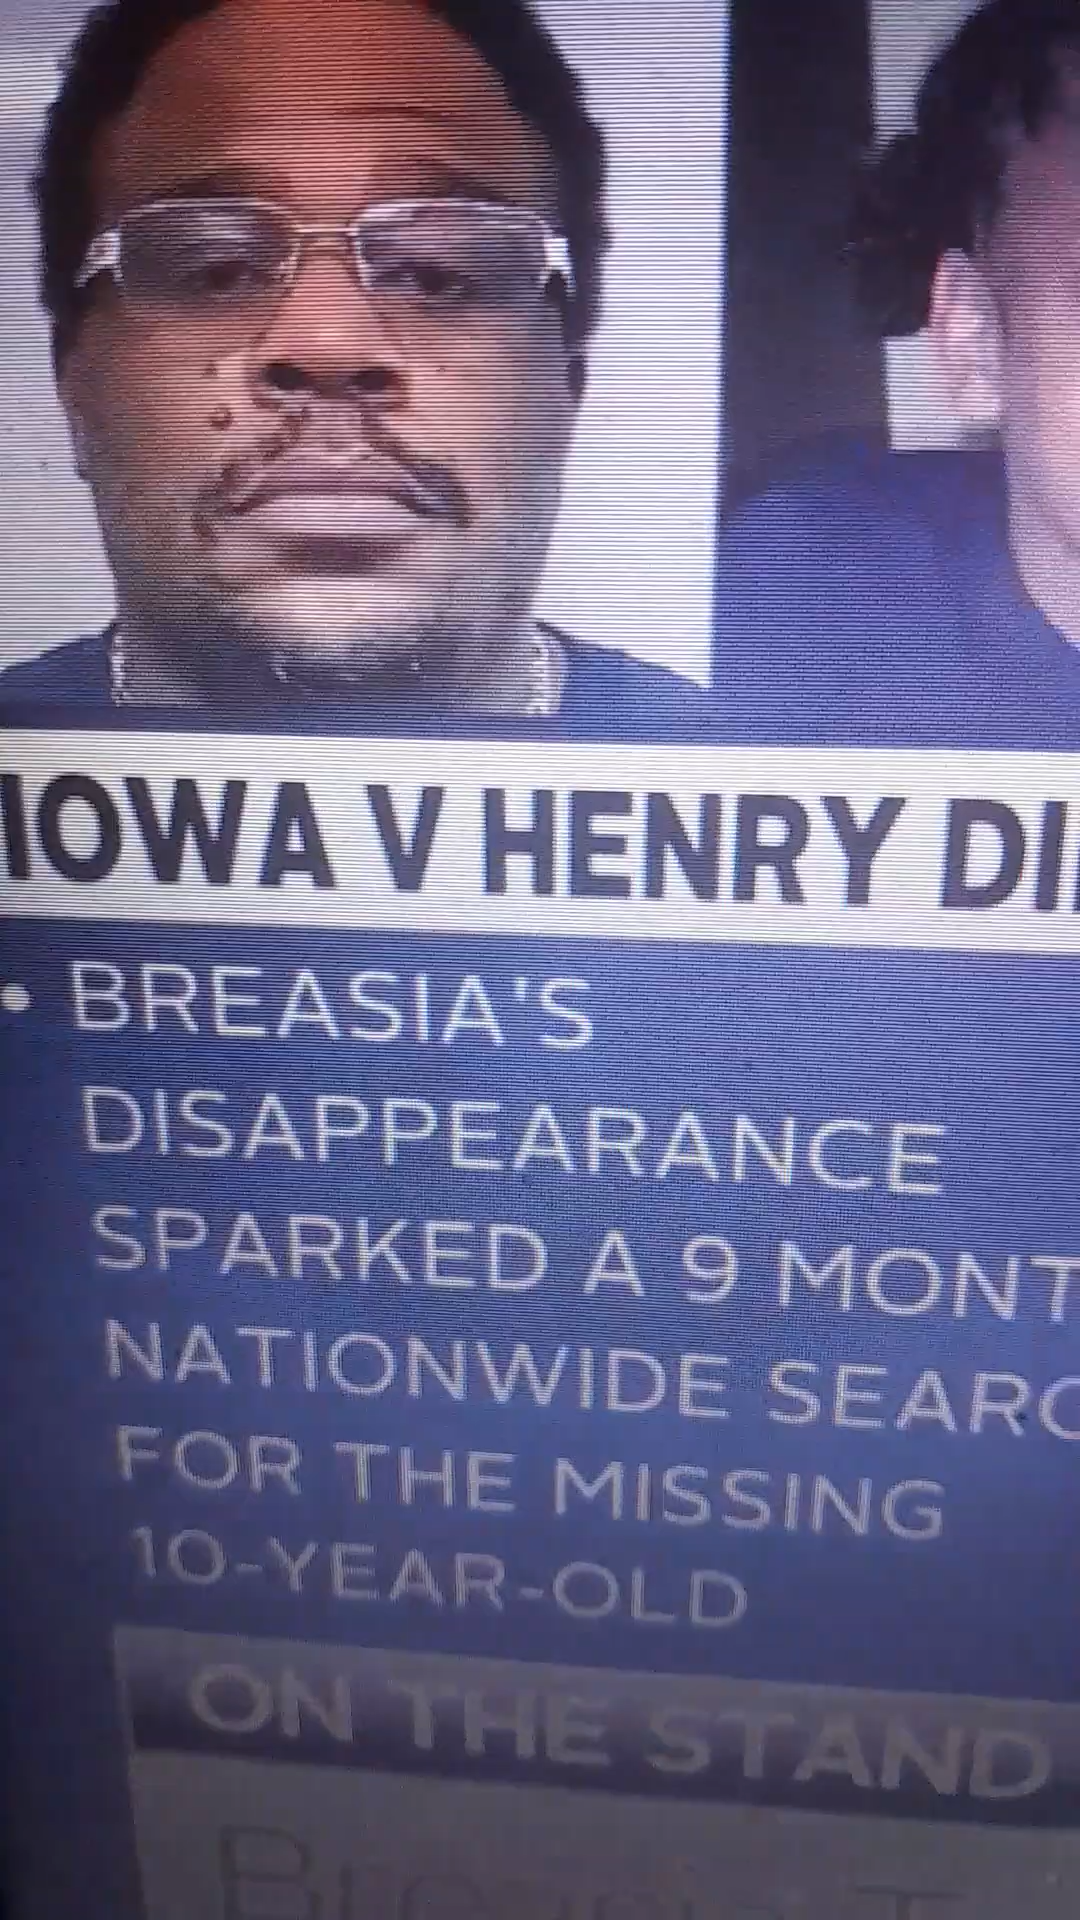 IOWA V HENRY DI
• BREASIA'S
DISAPPEARANCE
SPARKED A 9 MONT
NATIONWIDE SEARC
FOR THE MISSING
10-YEAR-OLD
ON THE STAND